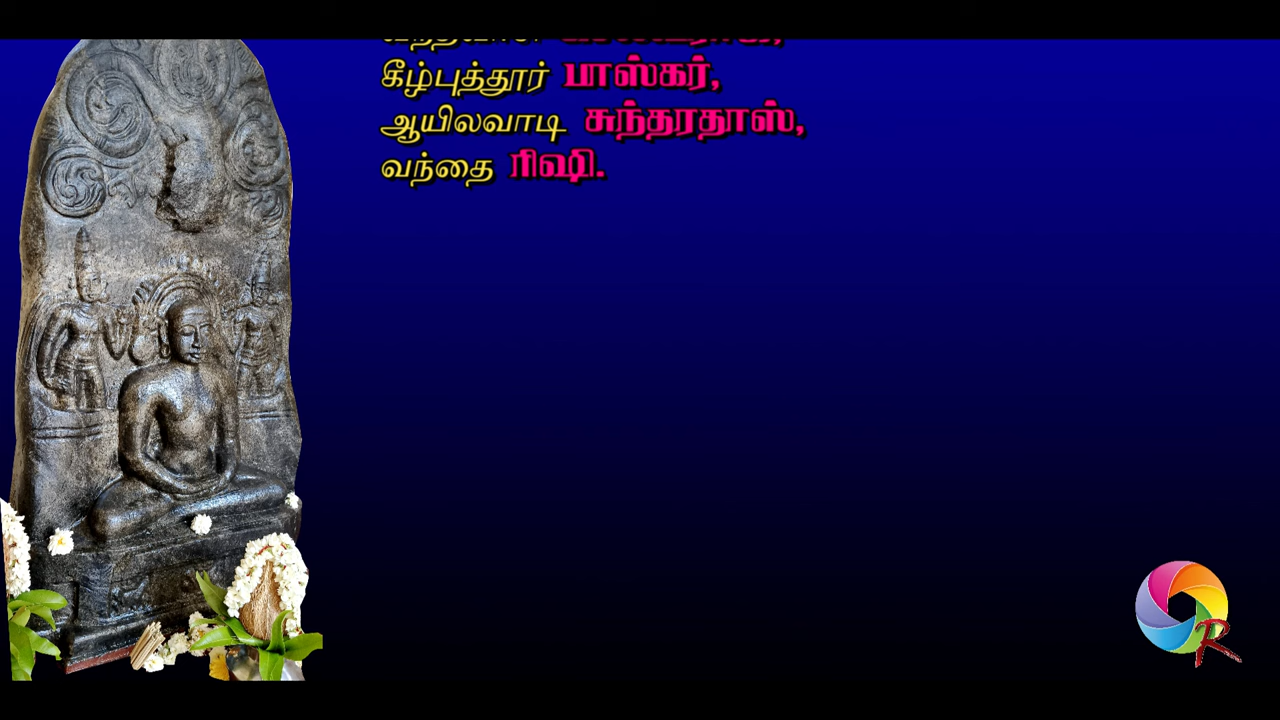 கீழ்புத்தூர் பாஸ்கர்,
ஆயிலவாடி சுந்தரதாஸ்,
வந்தை ரிஷி.
R